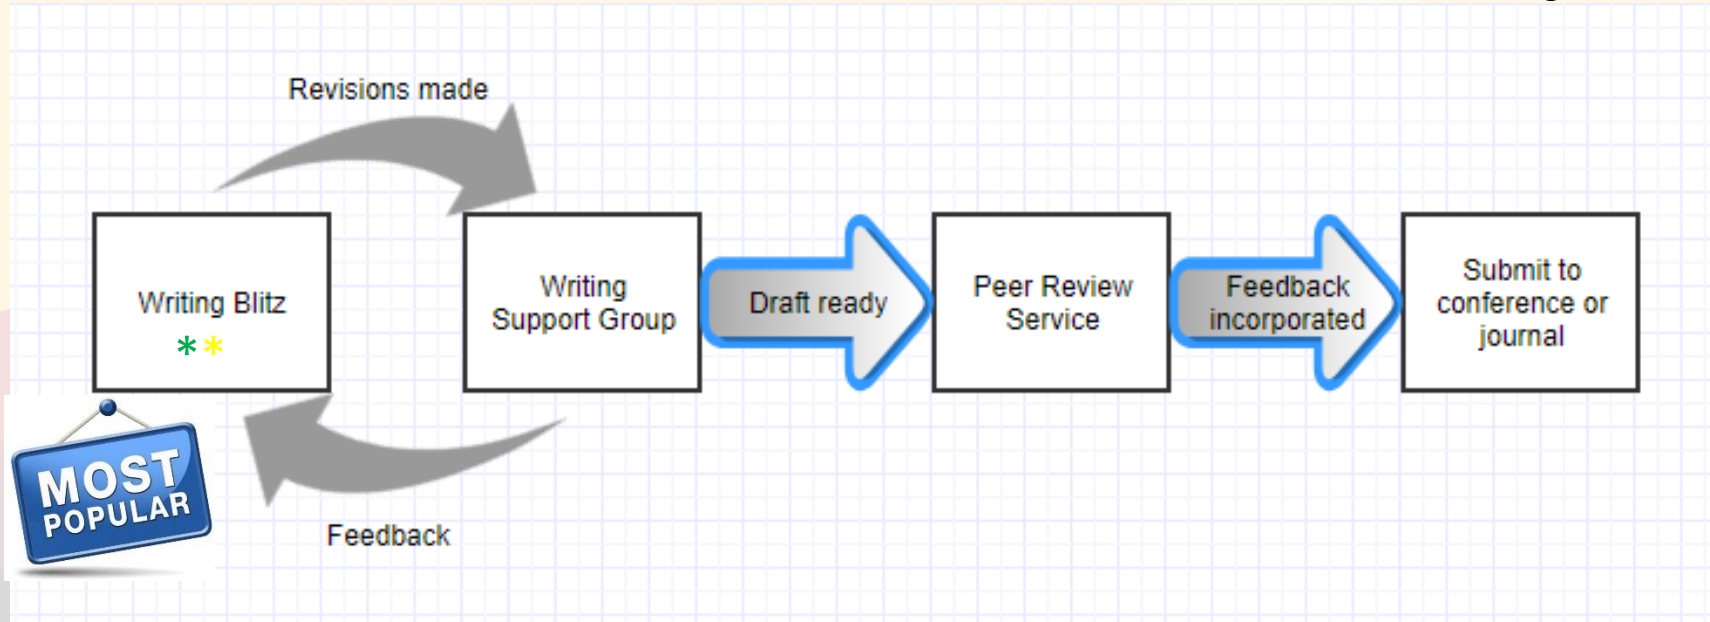 Revisions made
Writing Blitz
**
Writing
Support Group
Draft ready
Peer Review
Service
Feedback
incorporated
Submit to
conference or
journal
MOST
POPULAR
Feedback